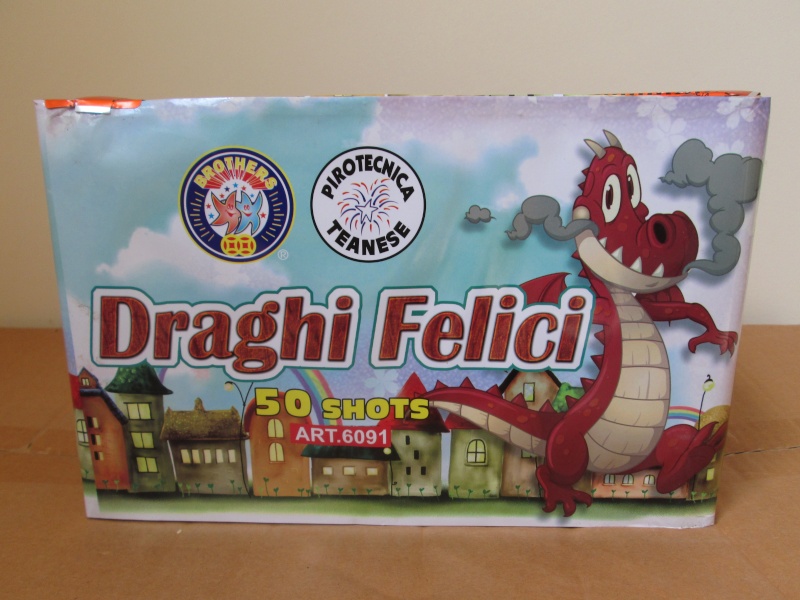 BROTHERS
®
PIROTECNICA
TEANESE
Draghi Felici
50 SHOTS
ART.6091